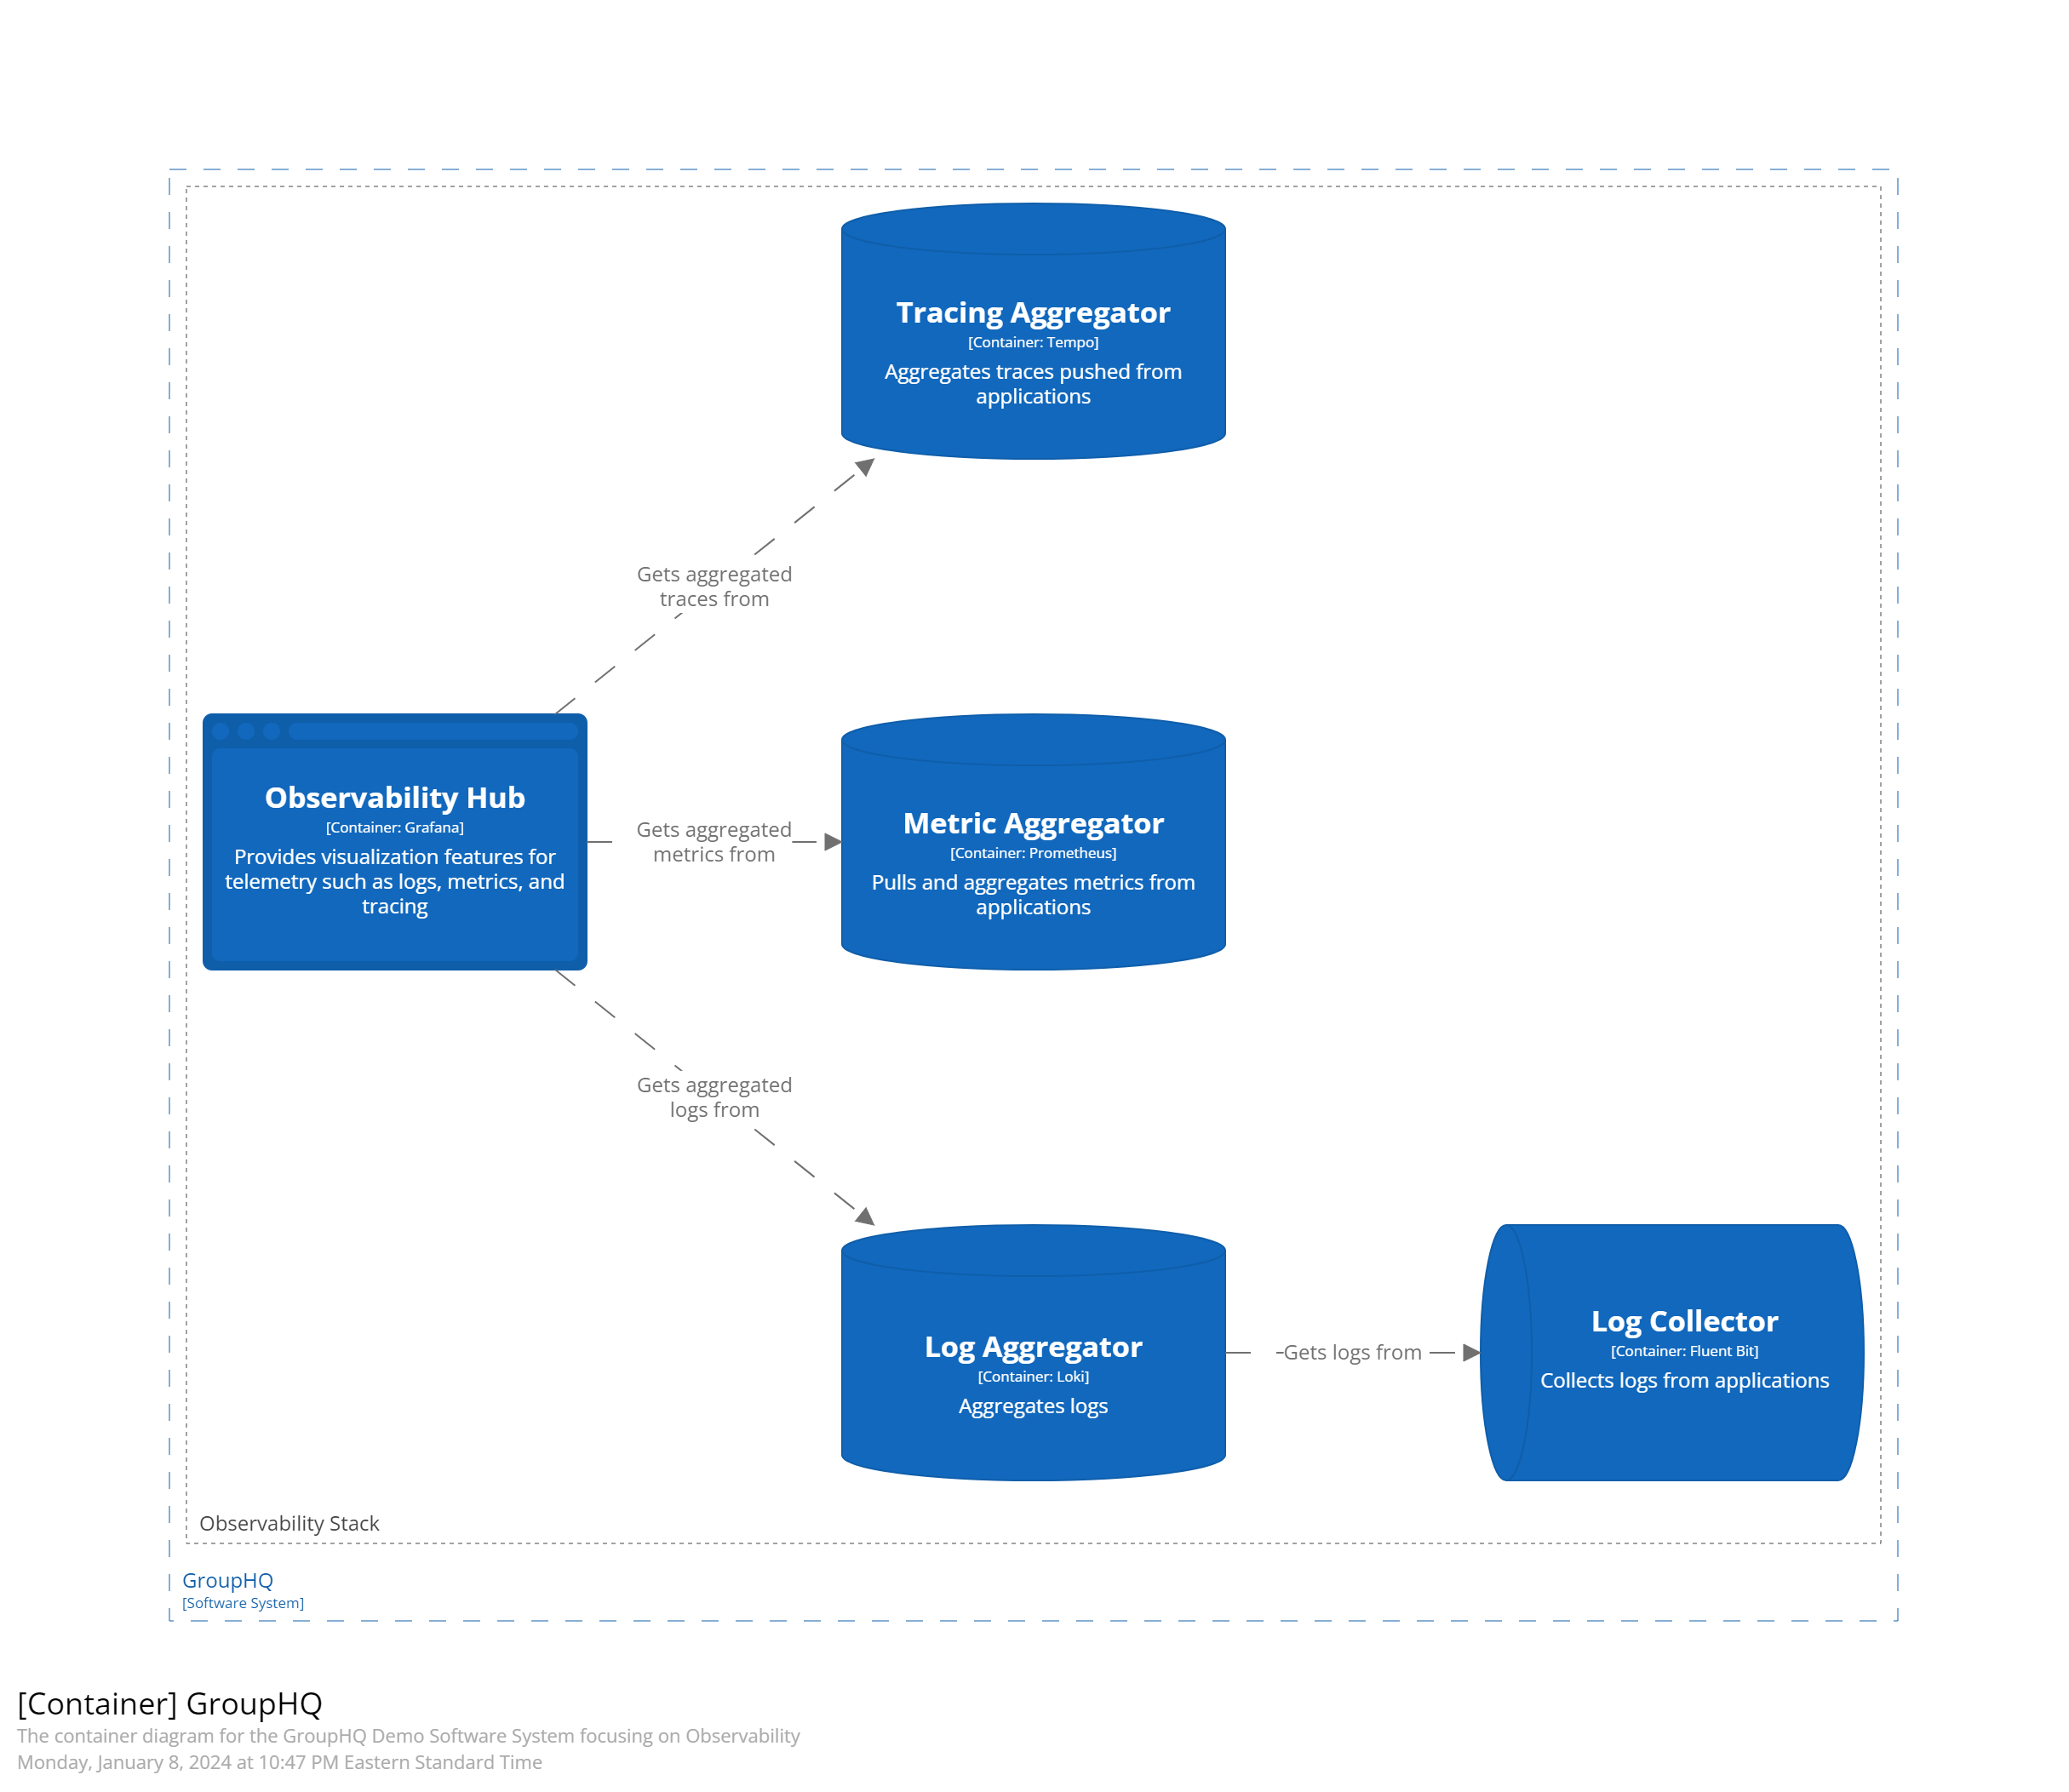 Tracing Aggregator
[Container: Tempo]
Aggregates traces pushed from
applications
Gets aggregated
traces from
Observability Hub
[Container: Grafana]
Provides visualization features for
telemetry such as logs, metrics, and
tracing
Gets aggregated
metrics from
Metric Aggregator
[Container: Prometheus]
Pulls and aggregates metrics from
applications
Gets aggregated
logs from
Log Aggregator
[Container: Loki]
Aggregates logs
Gets logs from
Log Collector
[Container: Fluent Bit]
Collects logs from applications
Observability Stack
GroupHQ
[Software System]
[Container] GroupHQ
The container diagram for the GroupHQ Demo Software System focusing on Observability
Monday, January 8, 2024 at 10:47 PM Eastern Standard Time